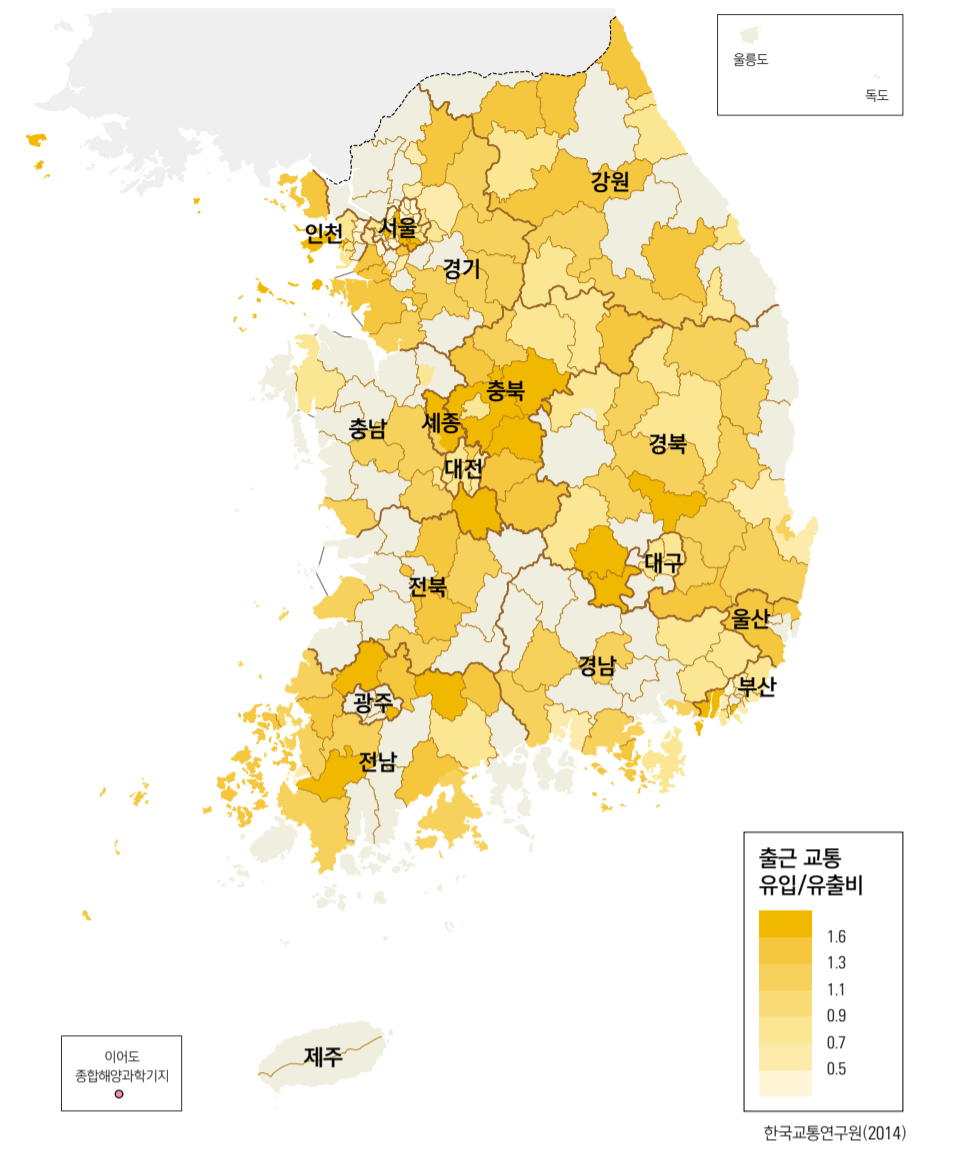 울릉도
독도
강원
인천
서울
경기
충북
세종
충남
경북
대전
대구
전북
울산
경남
부산
광주
전남
출근 교통
유입/유출비
1.6
1.3
1.1
0.9
0.7
0.5
제주
이어도
종합해양과학기지
한국교통연구원(2014)